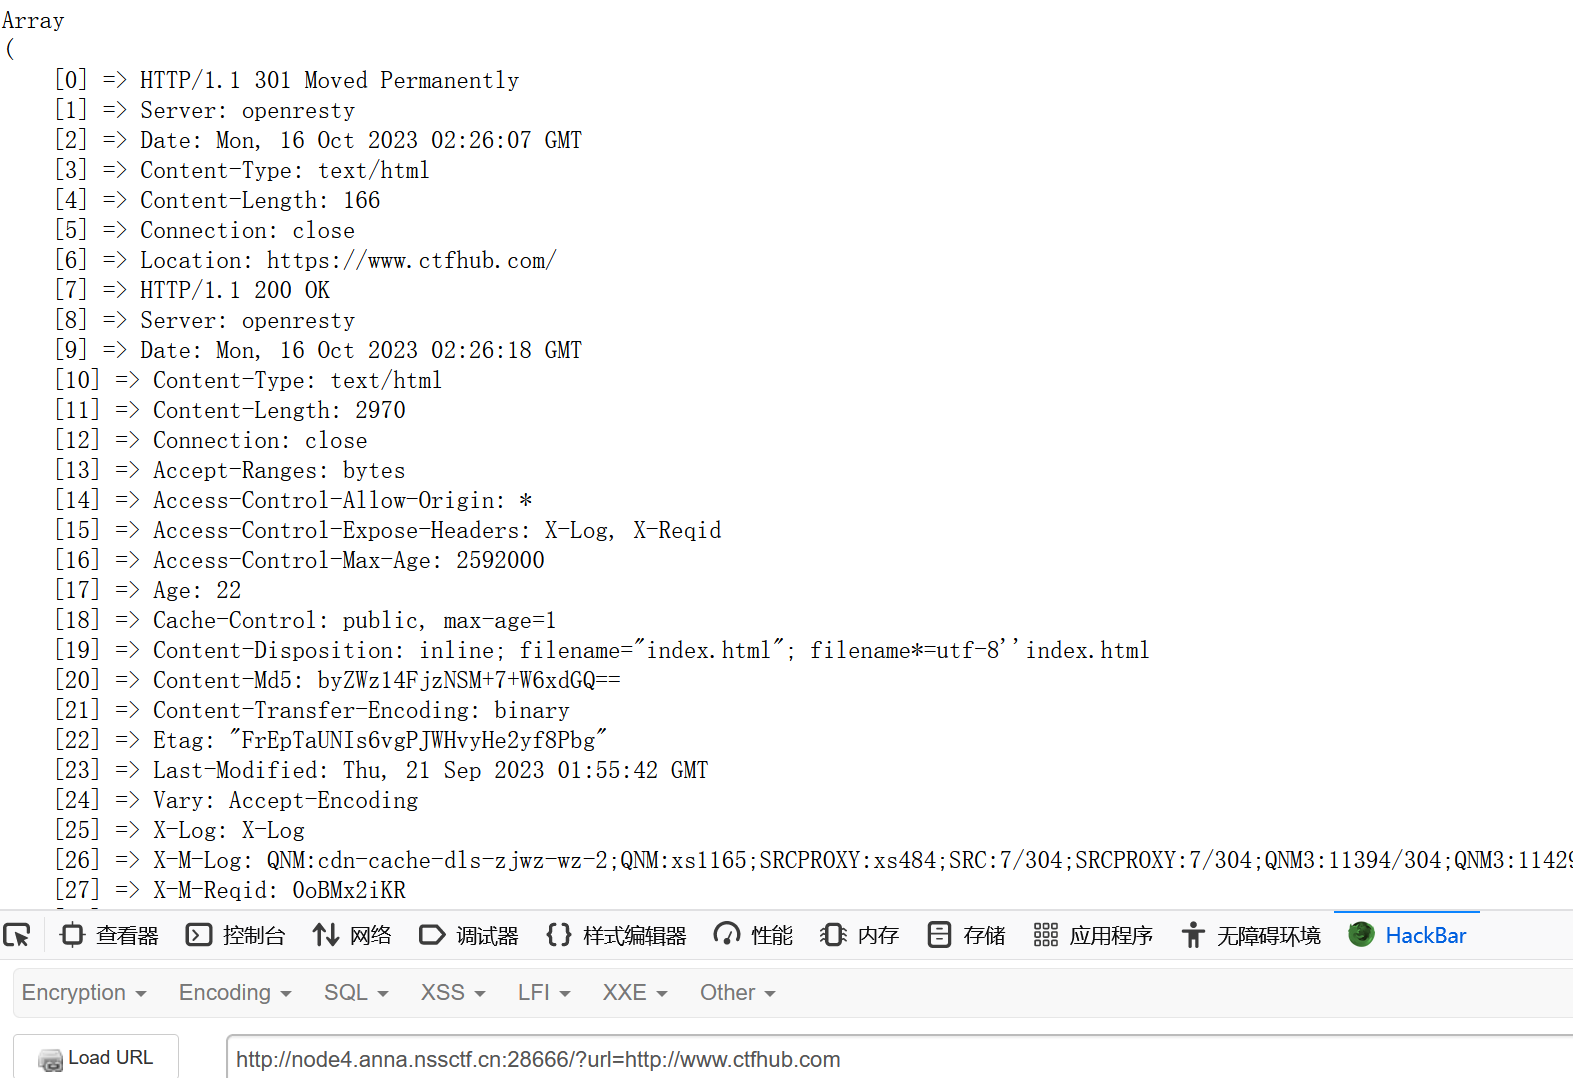 Array
(
[0] => HTTP/1.1 301 Moved Permanently
[1] => Server: openresty
[2] => Date: Mon, 16 Oct 2023 02:26:07 GMT
[3] => Content-Type: text/html
[4] => Content-Length: 166
[5] => Connection: close
[6] => Location: https://www.ctfhub.com/
[7] => HTTP/1.1 200 OK
[8] => Server: openresty
[9] => Date: Mon, 16 Oct 2023 02:26:18 GMT
[10] => Content-Type: text/html
[11] => Content-Length: 2970
[12] => Connection: close
[13] => Accept-Ranges: bytes
[14] => Access-Control-Allow-Origin: *
[15] => Access-Control-Expose-Headers: X-Log, X-Reqid
[16] => Access-Control-Max-Age: 2592000
[17] => Age: 22
[18] => Cache-Control: public, max-age=1
[19] => Content-Disposition: inline; filename="index.html"; filename*=utf-8''index.html
[20] => Content-Md5: byZWz14FjzNSM+7+W6xdGQ==
[21] => Content-Transfer-Encoding: binary
[22] => Etag: "FrEpTaUNIs6vgPJWHvyHe2yf8Pbg"
[23] => Last-Modified: Thu, 21 Sep 2023 01:55:42 GMT
[24] => Vary: Accept-Encoding
[25] => X-Log: X-Log
[26] => X-M-Log: QNM:cdn-cache-dls-zjwz-wz-2;QNM:xs1165;SRCPROXY:xs484;SRC:7/304;SRCPROXY:7/304;QNM3:11394/304;QNM3:11429
[27] => X-M-Reqid: 0oBMx2iKR
查看器 控制台 网络 调试器 样式编辑器 性能 内存 存储 应用程序 无障碍环境 HackBar
Encryption Encoding SQL XSS LFI XXE Other
Load URL http://node4.anna.nssctf.cn:28666/?url=http://www.ctfhub.com